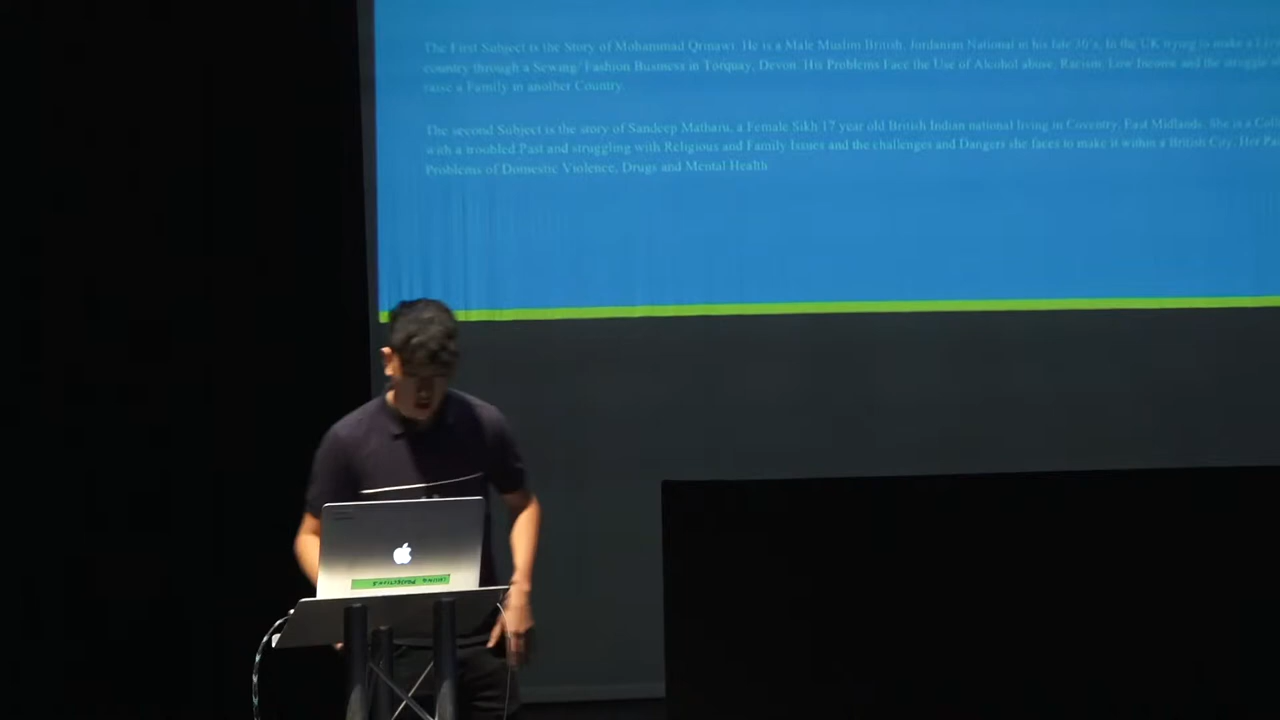 The First Subject is the Story of Mohammad Qrinawi. He is a Male Muslim British, Jordanian National in his late 30's, In the UK trying to make a
country through a Sewing/ Fashion Business in Torquay, Devon. His Problems Face the Use of Alcohol abuse, Racism, Low Income and the struggle
raise a Family in another Country.
The second Subject is the story of Sandeep Matharu, a Female Sikh 17 year old British Indian national living in Coventry, East Midlands. She is a
with a troubled Past and struggling with Religious and Family Issues and the challenges and Dangers she faces to make it within a British City. Her
Problems of Domestic Violence, Drugs and Mental Health
PROJECTIONS